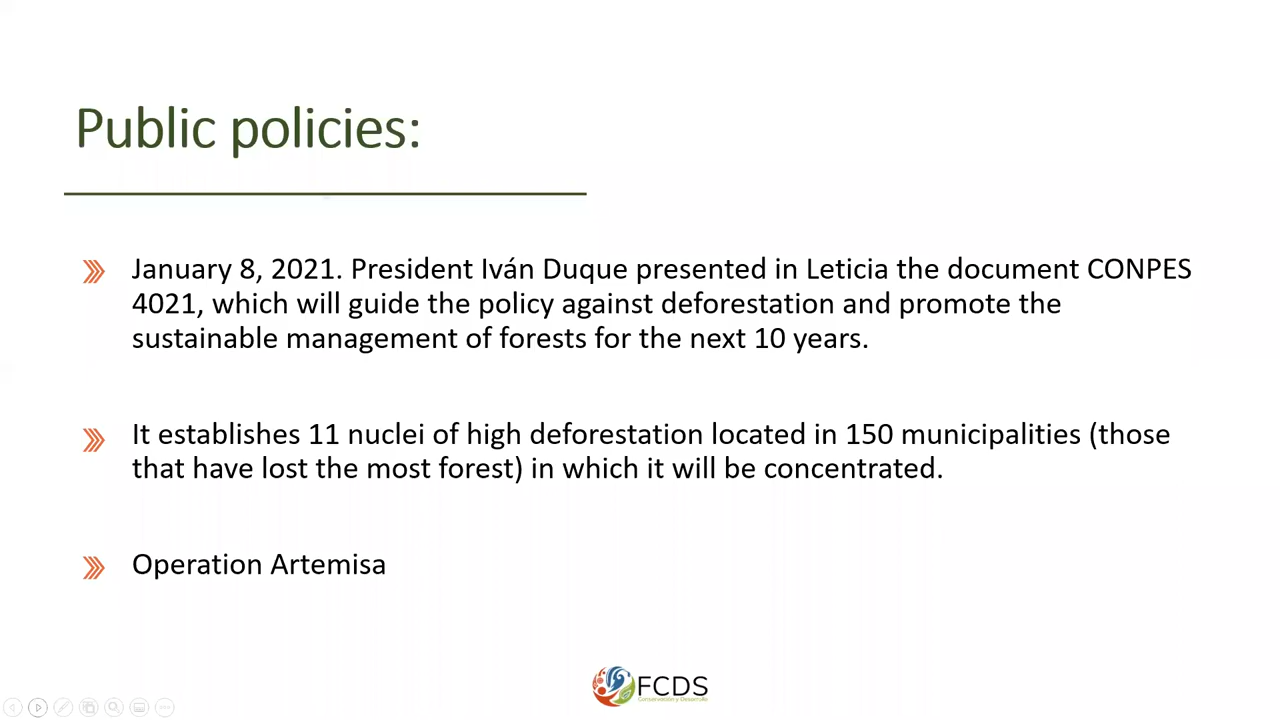 Public policies:
January 8, 2021. President Iván Duque presented in Leticia the document CONPES
4021, which will guide the policy against deforestation and promote the
sustainable management of forests for the next 10 years.
It establishes 11 nuclei of high deforestation located in 150 municipalities (those
that have lost the most forest) in which it will be concentrated.
Operation Artemisa
FCDS
Conservación y Desarrollo